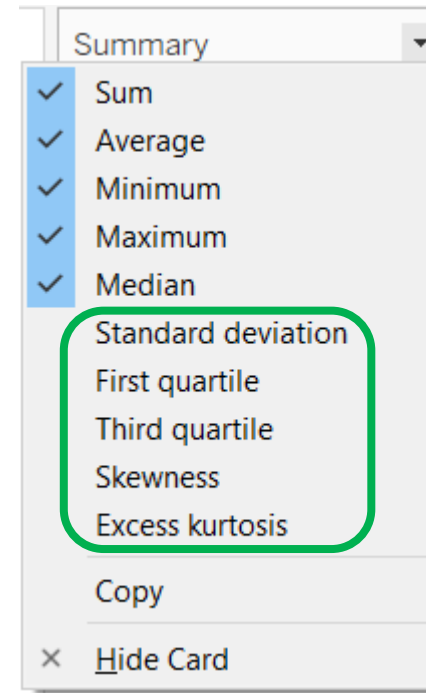 Summary
Sum
Average
Minimum
Maximum
Median
Standard deviation
First quartile
Third quartile
Skewness
Excess kurtosis
Copy
Hide Card